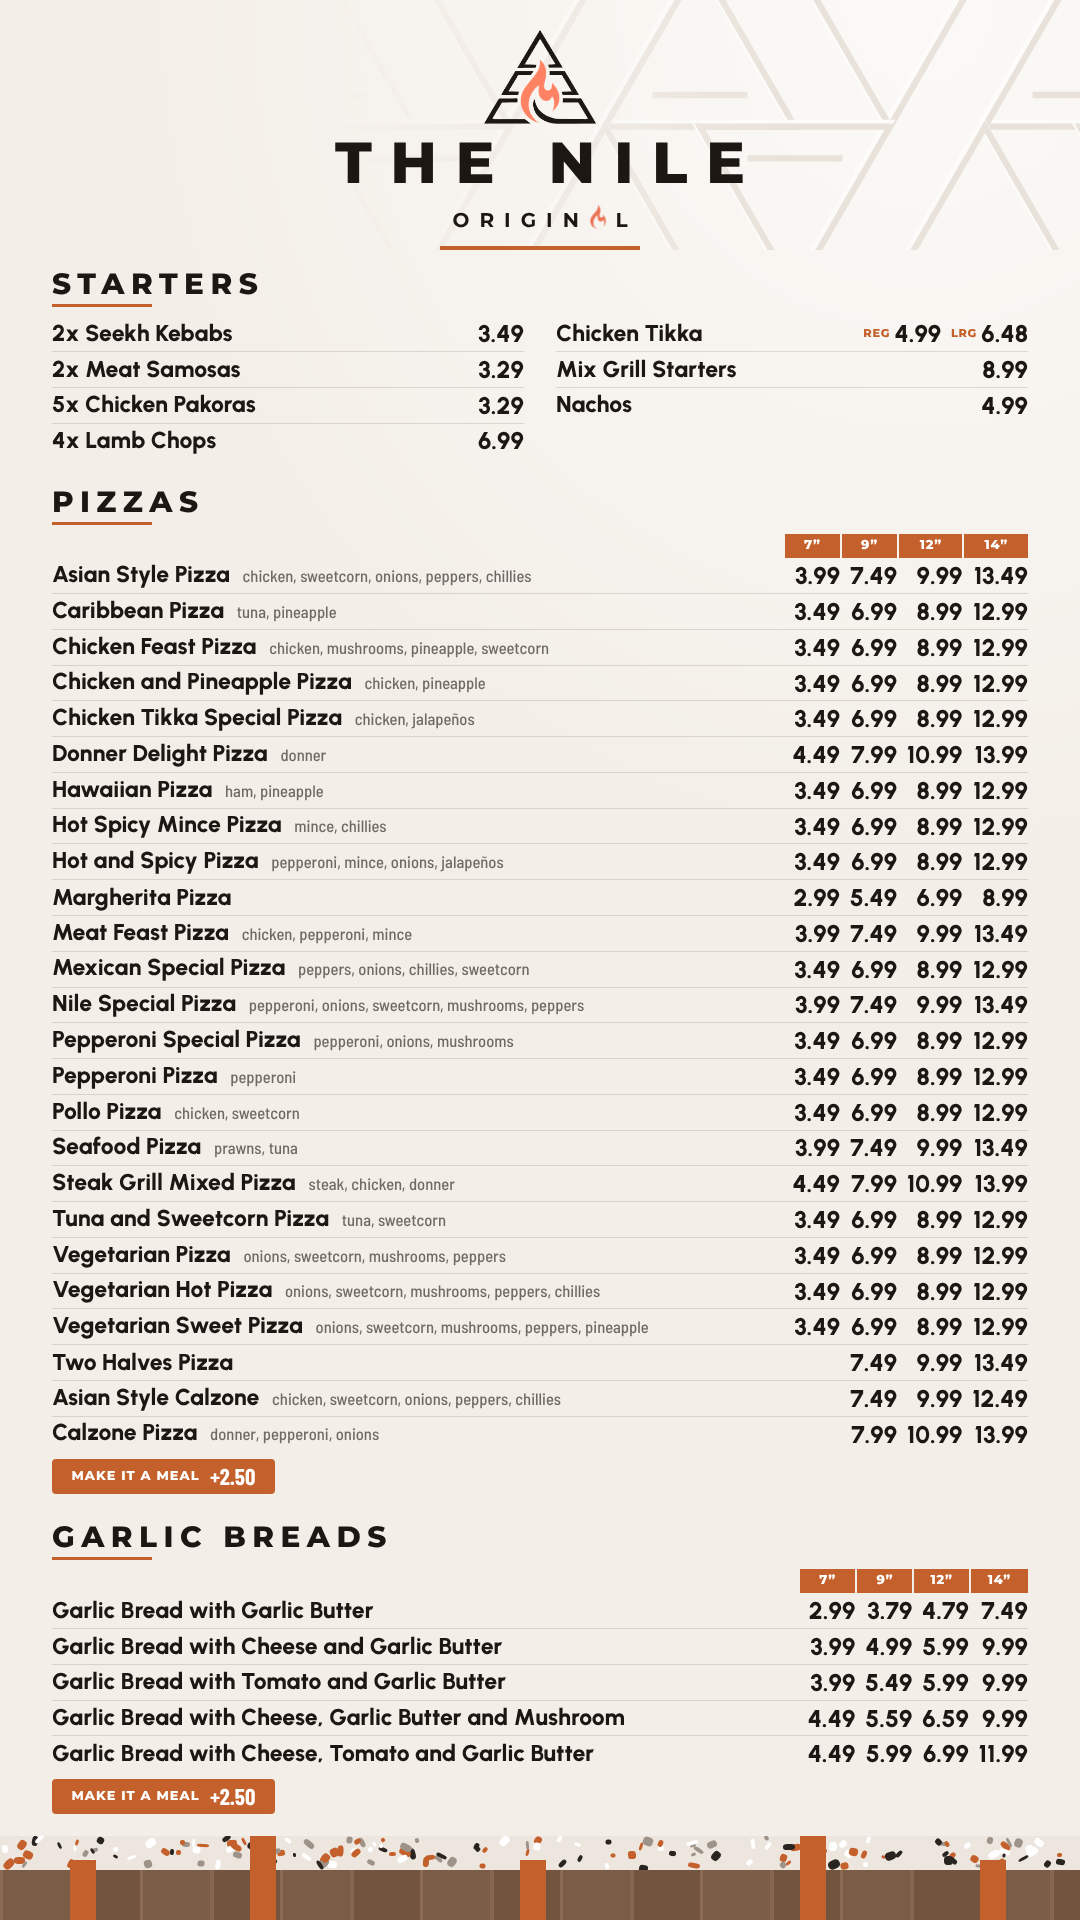 THE NILE
ORIGINAL
STARTERS
2x Seekh Kebabs 3.49
2x Meat Samosas 3.29
5x Chicken Pakoras 3.29
4x Lamb Chops 6.99
Chicken Tikka REG 4.99 LRG 6.48
Mix Grill Starters 8.99
Nachos 4.99
PIZZAS
7” 9” 12” 14”
Asian Style Pizza chicken, sweetcorn, onions, peppers, chillies 3.99 7.49 9.99 13.49
Caribbean Pizza tuna, pineapple 3.49 6.99 8.99 12.99
Chicken Feast Pizza chicken, mushrooms, pineapple, sweetcorn 3.49 6.99 8.99 12.99
Chicken and Pineapple Pizza chicken, pineapple 3.49 6.99 8.99 12.99
Chicken Tikka Special Pizza chicken, jalapeños 3.49 6.99 8.99 12.99
Donner Delight Pizza donner 4.49 7.99 10.99 13.99
Hawaiian Pizza ham, pineapple 3.49 6.99 8.99 12.99
Hot Spicy Mince Pizza mince, chillies 3.49 6.99 8.99 12.99
Hot and Spicy Pizza pepperoni, mince, onions, jalapeños 3.49 6.99 8.99 12.99
Margherita Pizza 2.99 5.49 6.99 8.99
Meat Feast Pizza chicken, pepperoni, mince 3.99 7.49 9.99 13.49
Mexican Special Pizza peppers, onions, chillies, sweetcorn 3.49 6.99 8.99 12.99
Nile Special Pizza pepperoni, onions, sweetcorn, mushrooms, peppers 3.99 7.49 9.99 13.49
Pepperoni Special Pizza pepperoni, onions, mushrooms 3.49 6.99 8.99 12.99
Pepperoni Pizza pepperoni 3.49 6.99 8.99 12.99
Pollo Pizza chicken, sweetcorn 3.49 6.99 8.99 12.99
Seafood Pizza prawns, tuna 3.99 7.49 9.99 13.49
Steak Grill Mixed Pizza steak, chicken, donner 4.49 7.99 10.99 13.99
Tuna and Sweetcorn Pizza tuna, sweetcorn 3.49 6.99 8.99 12.99
Vegetarian Pizza onions, sweetcorn, mushrooms, peppers 3.49 6.99 8.99 12.99
Vegetarian Hot Pizza onions, sweetcorn, mushrooms, peppers, chillies 3.49 6.99 8.99 12.99
Vegetarian Sweet Pizza onions, sweetcorn, mushrooms, peppers, pineapple 3.49 6.99 8.99 12.99
Two Halves Pizza 7.49 9.99 13.49
Asian Style Calzone chicken, sweetcorn, onions, peppers, chillies 7.49 9.99 12.49
Calzone Pizza donner, pepperoni, onions 7.99 10.99 13.99
MAKE IT A MEAL +2.50
GARLIC BREADS
7” 9” 12” 14”
Garlic Bread with Garlic Butter 2.99 3.79 4.79 7.49
Garlic Bread with Cheese and Garlic Butter 3.99 4.99 5.99 9.99
Garlic Bread with Tomato and Garlic Butter 3.99 5.49 5.99 9.99
Garlic Bread with Cheese, Garlic Butter and Mushroom 4.49 5.59 6.59 9.99
Garlic Bread with Cheese, Tomato and Garlic Butter 4.49 5.99 6.99 11.99
MAKE IT A MEAL +2.50